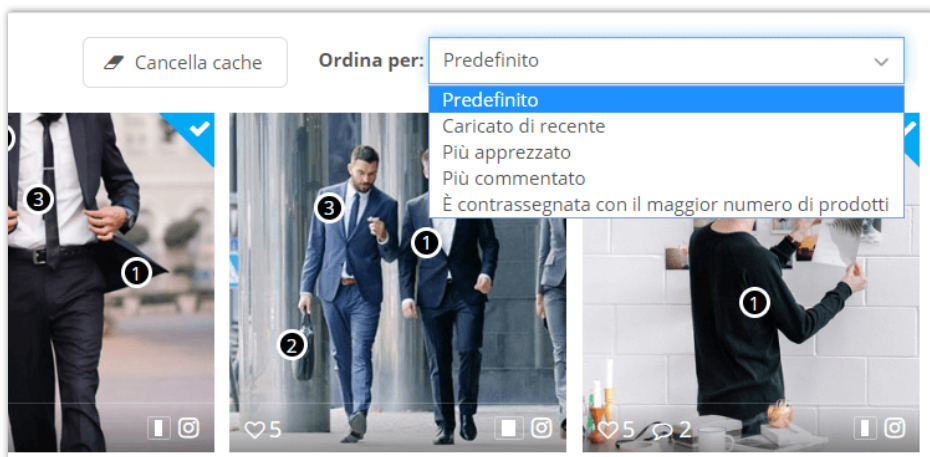 Cancella cache
Ordina per: Predefinito
Predefinito
Caricato di recente
Più apprezzato
Più commentato
È contrassegnata con il maggior numero di prodotti
3
3
1
1
1
2
5
5 2